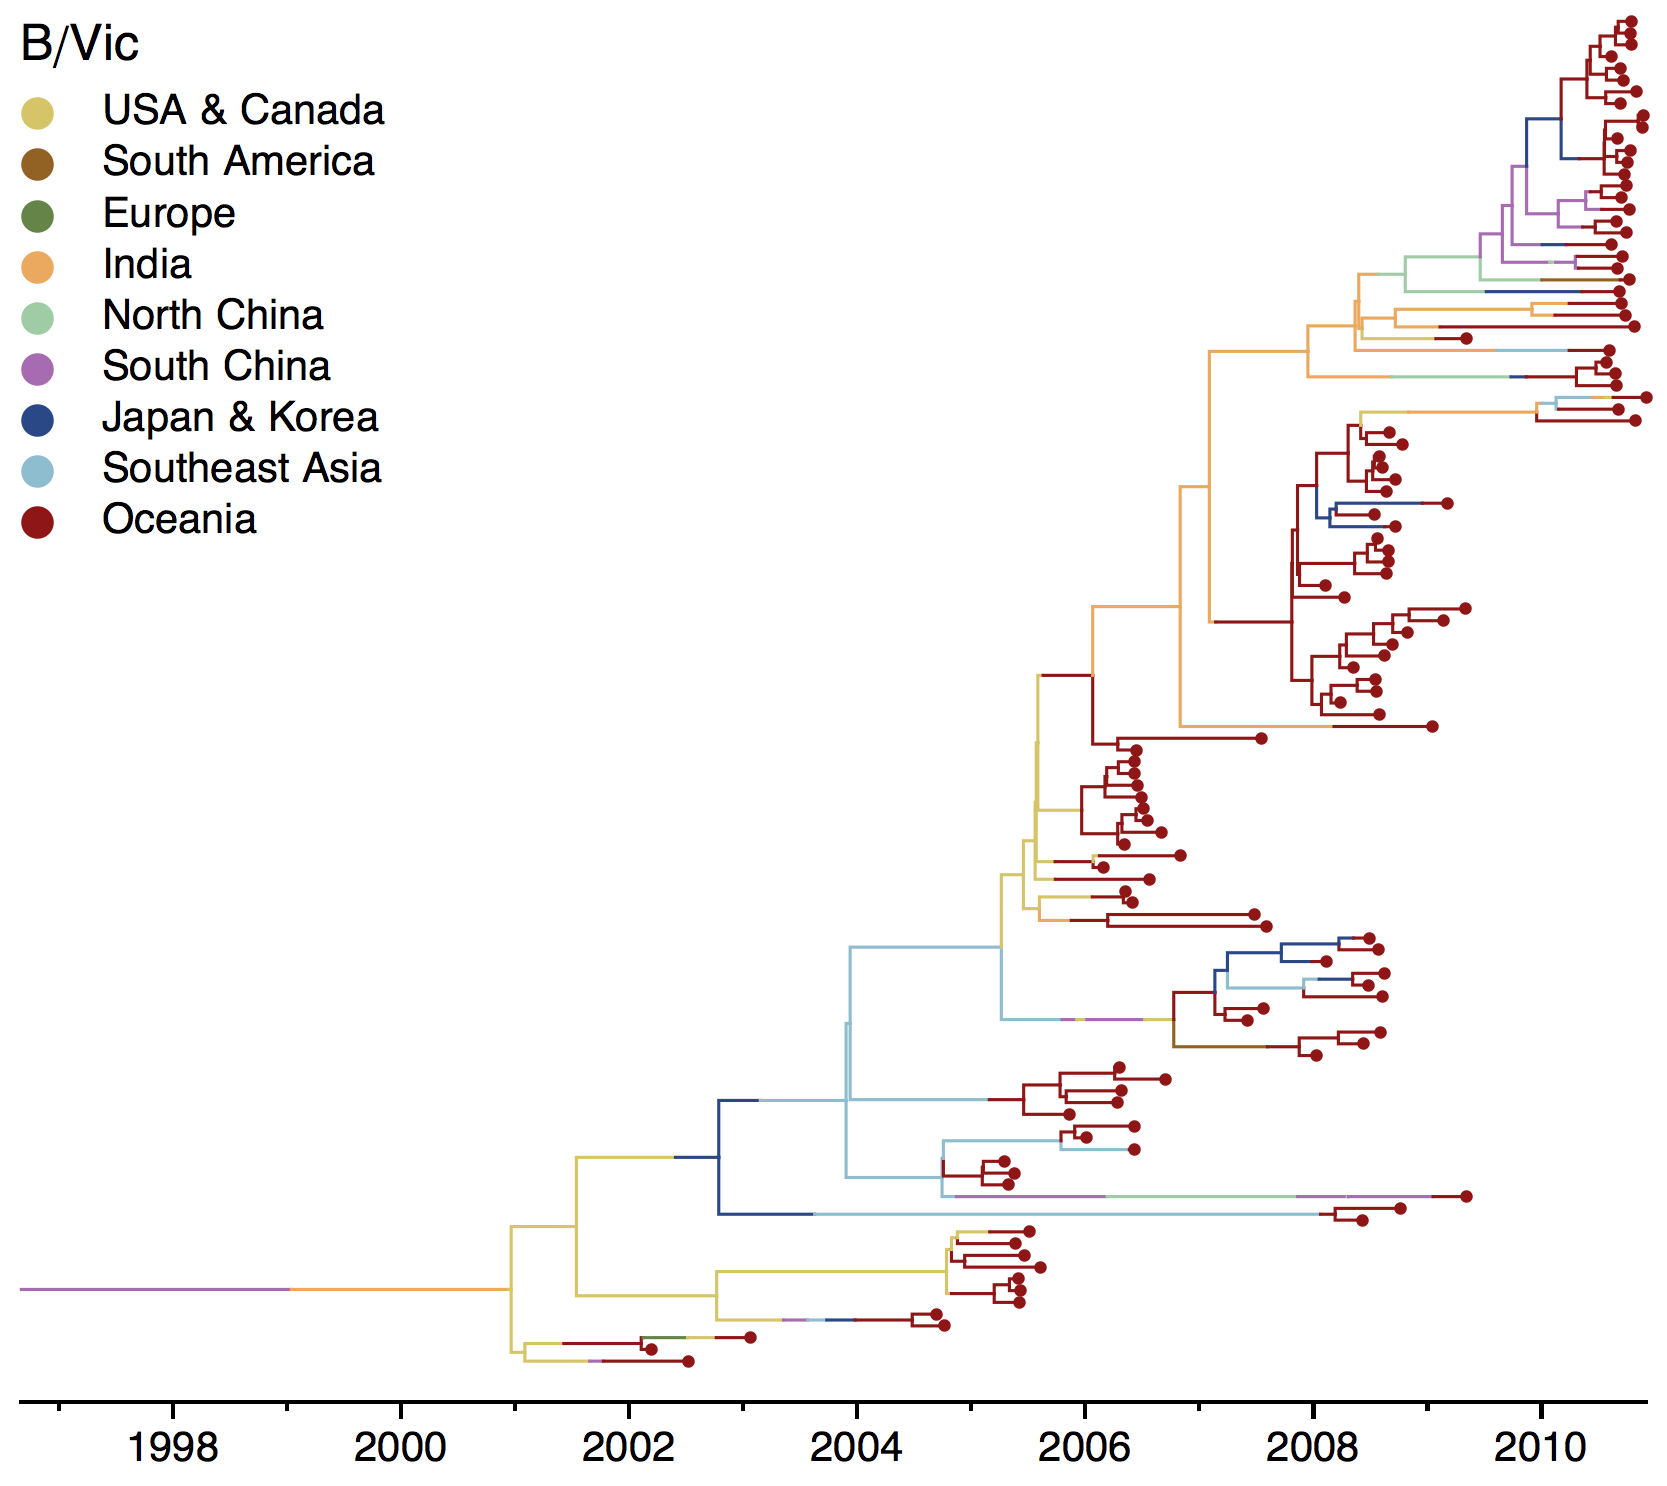 B/Vic
USA & Canada
South America
Europe
India
North China
South China
Japan & Korea
Southeast Asia
Oceania
1998 2000 2002 2004 2006 2008 2010